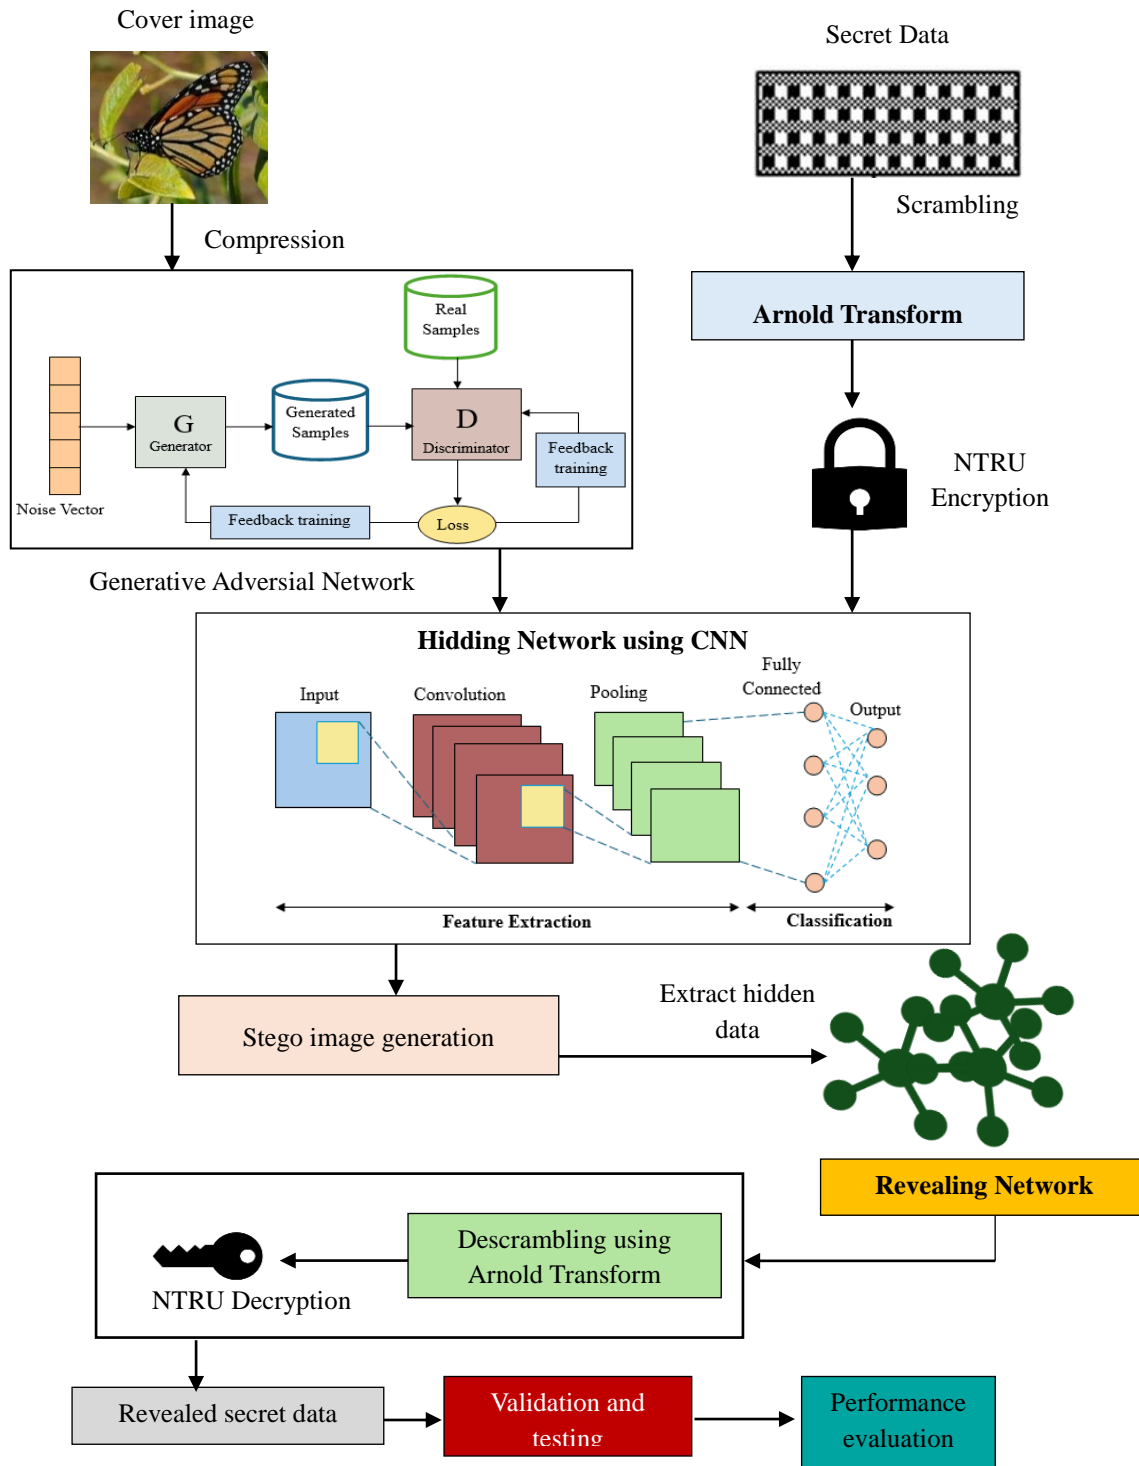 Cover image
Secret Data
Scrambling
Compression
Arnold Transform
Real
Samples
G
Generator
Generated
Samples
D
Discriminator
Feedback
training
Noise Vector
Feedback training
Loss
NTRU
Encryption
Generative Adversial Network
Hidding Network using CNN
Input
Convolution
Pooling
Fully
Connected
Output
Feature Extraction
Classification
Stego image generation
Extract hidden
data
Revealing Network
Descrambling using
Arnold Transform
NTRU Decryption
Revealed secret data
Validation and
testing
Performance
evaluation